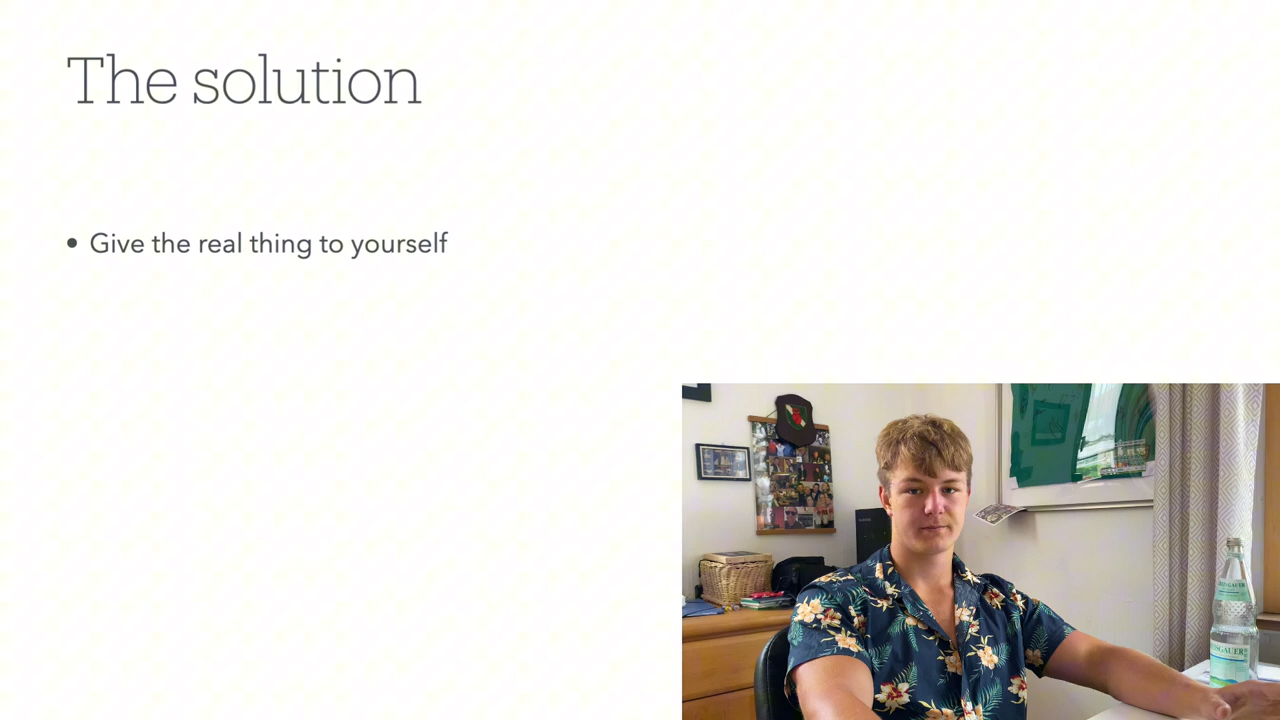 The solution
• Give the real thing to yourself